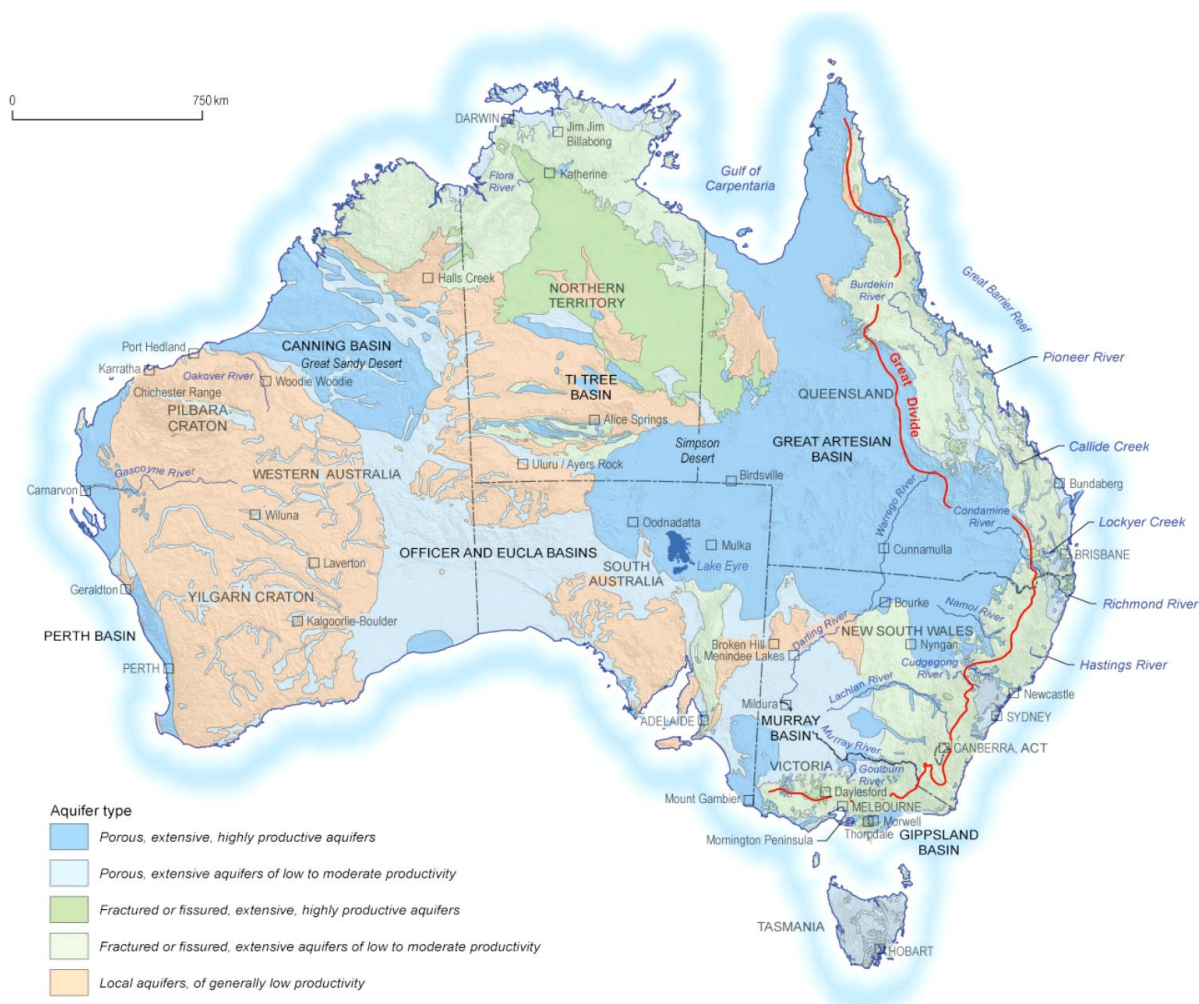 0
750 km
DARWIN
Jim Jim
Billabong
Flora
River
Katherine
Gulf of
Carpentaria
Halls Creek
NORTHERN
TERRITORY
Burdekin
River
Great Barrier Reef
CANNING BASIN
Great Sandy Desert
Port Hedland
Karratha
Oakover River
Woodie Woodie
Chichester Range
PILBARA
CRATON
TI TREE
BASIN
Alice Springs
Great Divide
Pioneer River
QUEENSLAND
GREAT ARTESIAN
BASIN
Simpson
Desert
Callide Creek
Gascoyne River
WESTERN AUSTRALIA
Uluru / Ayers Rock
Birdsville
Warrego River
Bundaberg
Carnarvon
Wiluna
Oodnadatta
Condamine
River
Lockyer Creek
OFFICER AND EUCLA BASINS
Mulka
Cunnamulla
BRISBANE
Laverton
SOUTH
AUSTRALIA
Lake Eyre
Geraldton
YILGARN CRATON
Bourke
Namoi River
Richmond River
Kalgoorlie-Boulder
PERTH BASIN
Darling River
NEW SOUTH WALES
Broken Hill
Nyngan
Menindee Lakes
Cudgegong
River
Hastings River
PERTH
Lachlan River
Newcastle
Mildura
ADELAIDE
MURRAY
BASIN
SYDNEY
Murray River
CANBERRA, ACT
VICTORIA
Goulburn
River
Mount Gambier
Daylesford
MELBOURNE
Morwell
Mornington Peninsula
Thorpdale
GIPPSLAND
BASIN
TASMANIA
HOBART
Aquifer type
Porous, extensive, highly productive aquifers
Porous, extensive aquifers of low to moderate productivity
Fractured or fissured, extensive, highly productive aquifers
Fractured or fissured, extensive aquifers of low to moderate productivity
Local aquifers, of generally low productivity